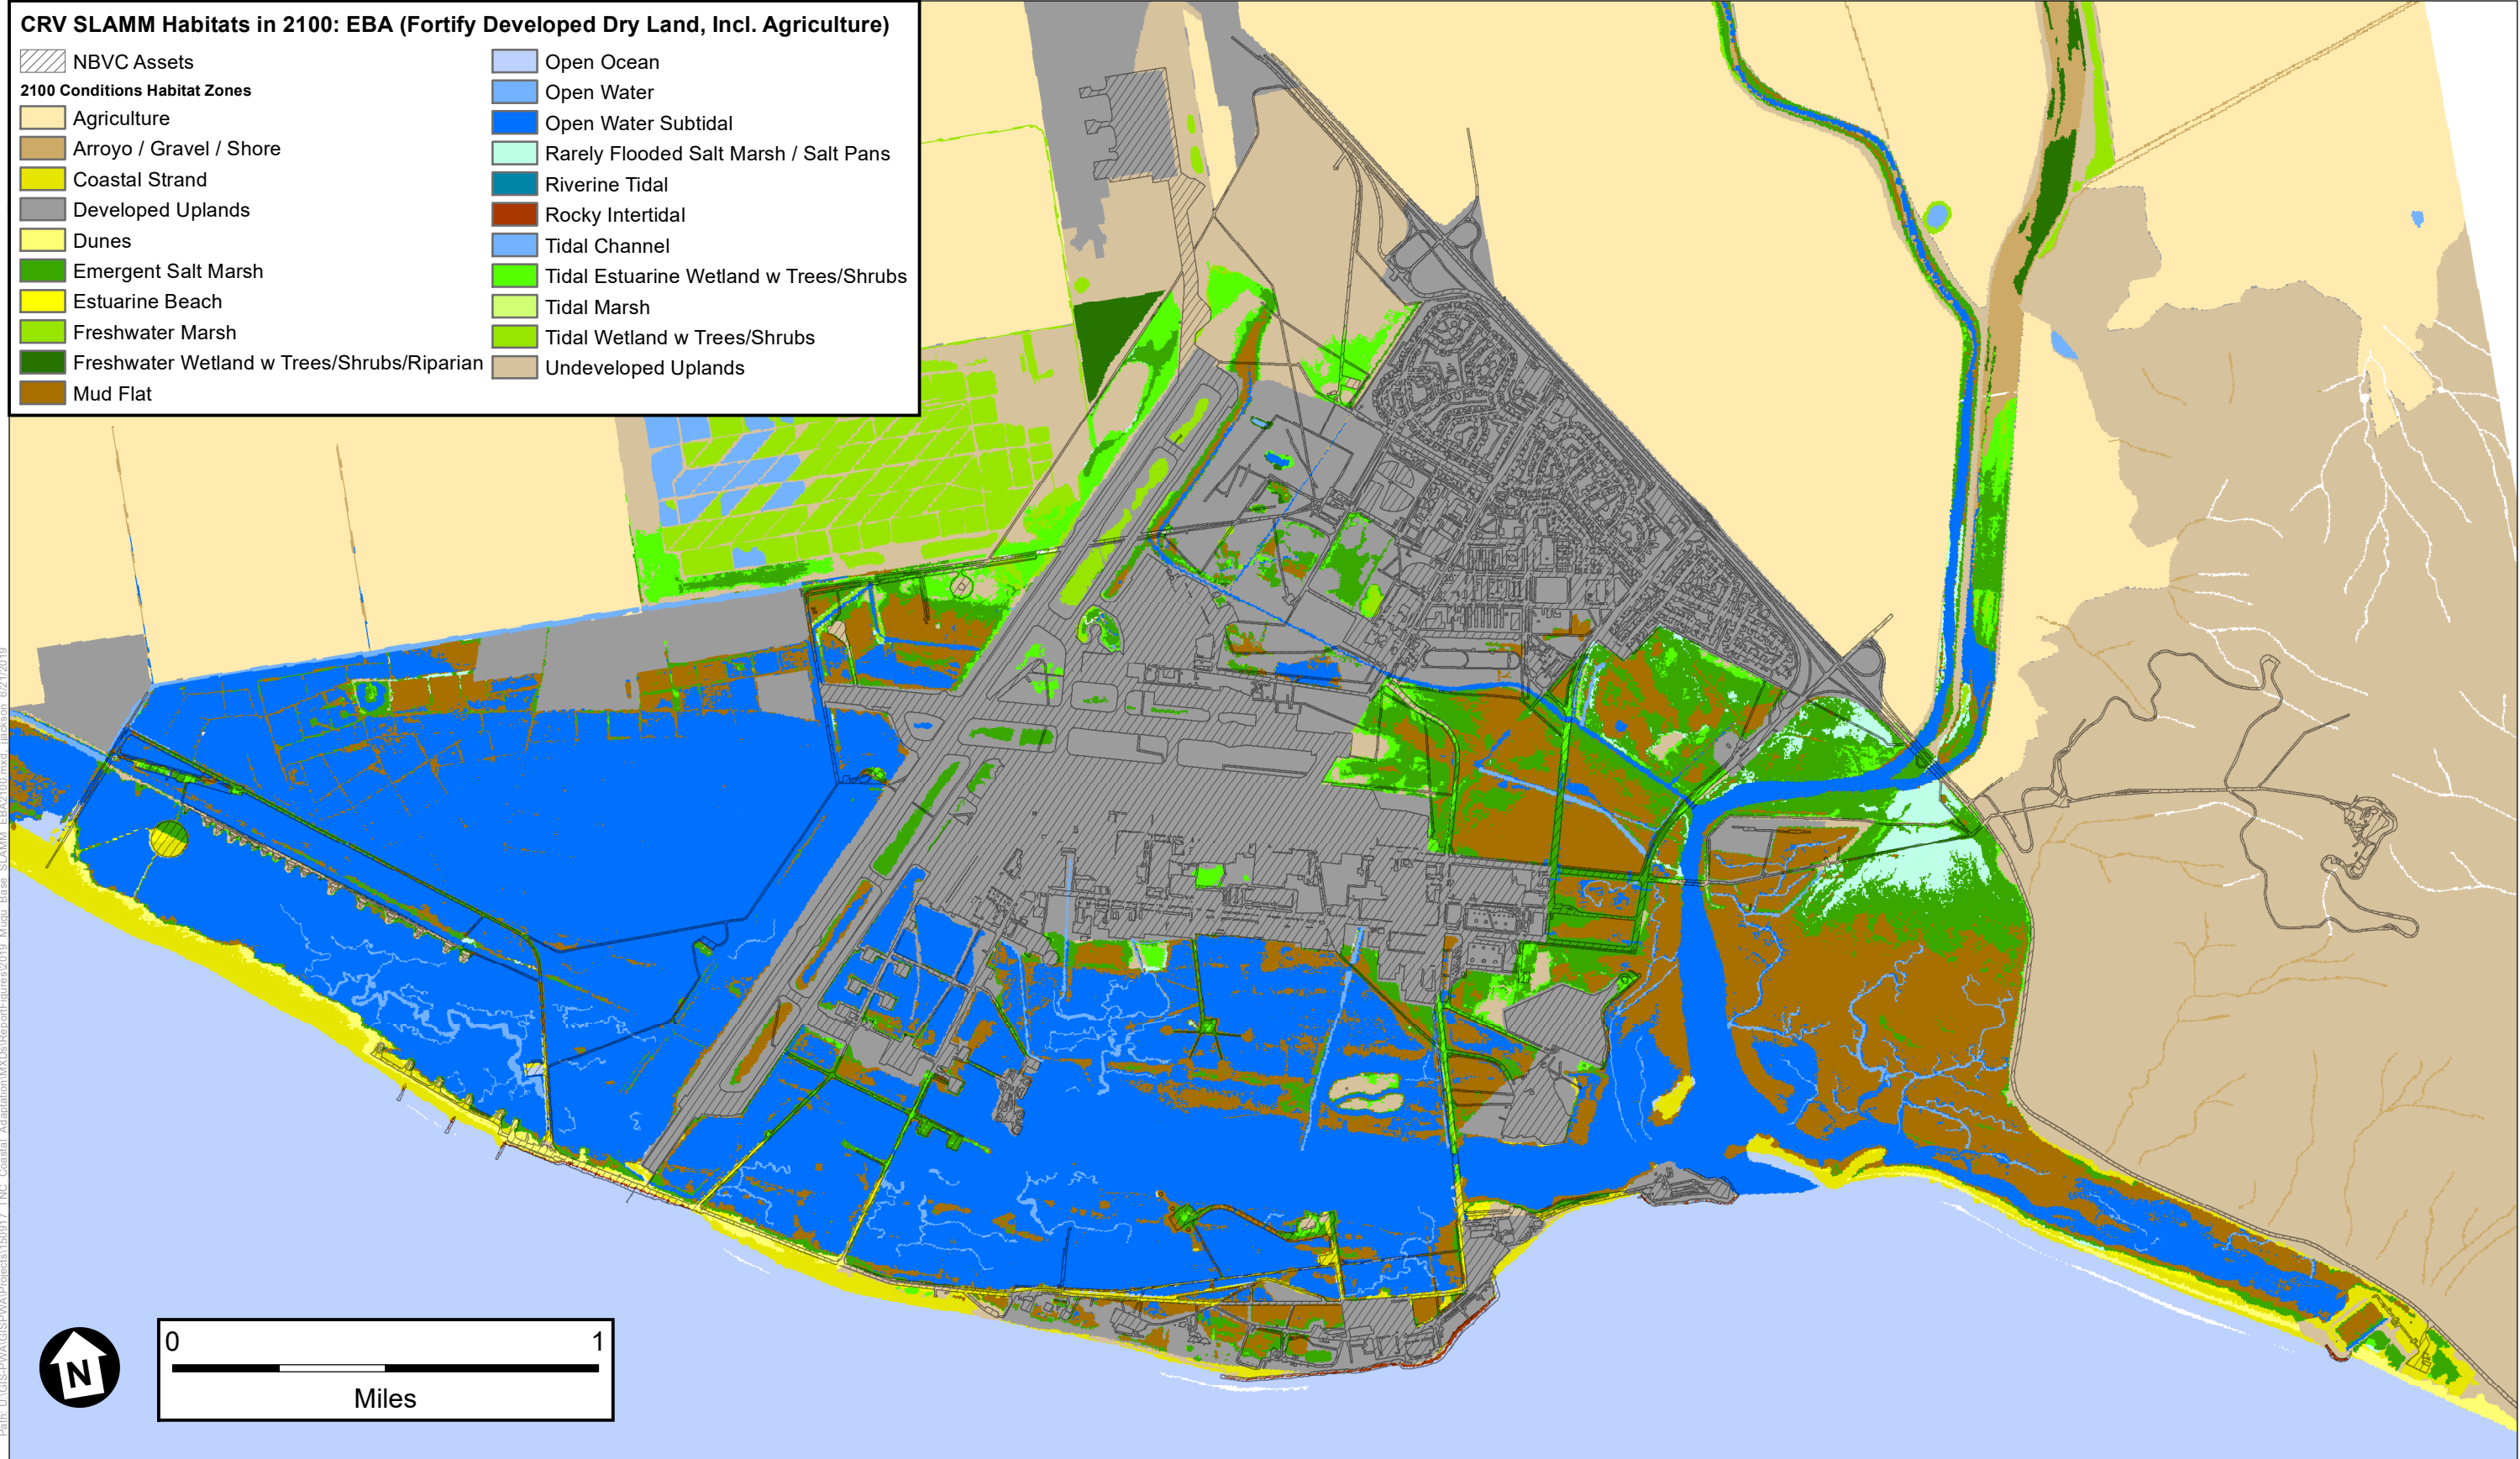 CRV SLAMM Habitats in 2100: EBA (Fortify Developed Dry Land, Incl. Agriculture)
NBVC Assets
2100 Conditions Habitat Zones
Agriculture
Arroyo / Gravel / Shore
Coastal Strand
Developed Uplands
Dunes
Emergent Salt Marsh
Estuarine Beach
Freshwater Marsh
Freshwater Wetland w Trees/Shrubs/Riparian
Mud Flat
Open Ocean
Open Water
Open Water Subtidal
Rarely Flooded Salt Marsh / Salt Pans
Riverine Tidal
Rocky Intertidal
Tidal Channel
Tidal Estuarine Wetland w Trees/Shrubs
Tidal Marsh
Tidal Wetland w Trees/Shrubs
Undeveloped Uplands
N
0 1
Miles